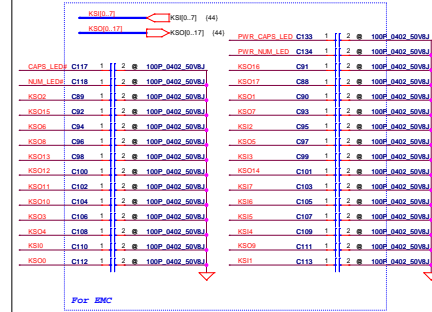 KSI[0..7] KSI[0..7] (44)
KSO[0..17] KSO[0..17] (44)
PWR_CAPS_LED C133 1 2 @ 100P_0402_50V8J
PWR_NUM_LED C134 1 2 @ 100P_0402_50V8J
CAPS_LED# C117 1 2 @ 100P_0402_50V8J KSO16 C91 1 2 @ 100P_0402_50V8J
NUM_LED# C118 1 2 @ 100P_0402_50V8J KSO17 C88 1 2 @ 100P_0402_50V8J
KSO2 C89 1 2 @ 100P_0402_50V8J KSO1 C90 1 2 @ 100P_0402_50V8J
KSO15 C92 1 2 @ 100P_0402_50V8J KSO7 C93 1 2 @ 100P_0402_50V8J
KSO6 C94 1 2 @ 100P_0402_50V8J KSI2 C95 1 2 @ 100P_0402_50V8J
KSO8 C96 1 2 @ 100P_0402_50V8J KSO5 C97 1 2 @ 100P_0402_50V8J
KSO13 C98 1 2 @ 100P_0402_50V8J KSI3 C99 1 2 @ 100P_0402_50V8J
KSO12 C100 1 2 @ 100P_0402_50V8J KSO14 C101 1 2 @ 100P_0402_50V8J
KSO11 C102 1 2 @ 100P_0402_50V8J KSI7 C103 1 2 @ 100P_0402_50V8J
KSO10 C104 1 2 @ 100P_0402_50V8J KSI6 C105 1 2 @ 100P_0402_50V8J
KSO3 C106 1 2 @ 100P_0402_50V8J KSI5 C107 1 2 @ 100P_0402_50V8J
KSO4 C108 1 2 @ 100P_0402_50V8J KSI4 C109 1 2 @ 100P_0402_50V8J
KSI0 C110 1 2 @ 100P_0402_50V8J KSO9 C111 1 2 @ 100P_0402_50V8J
KSO0 C112 1 2 @ 100P_0402_50V8J KSI1 C113 1 2 @ 100P_0402_50V8J
For EMC